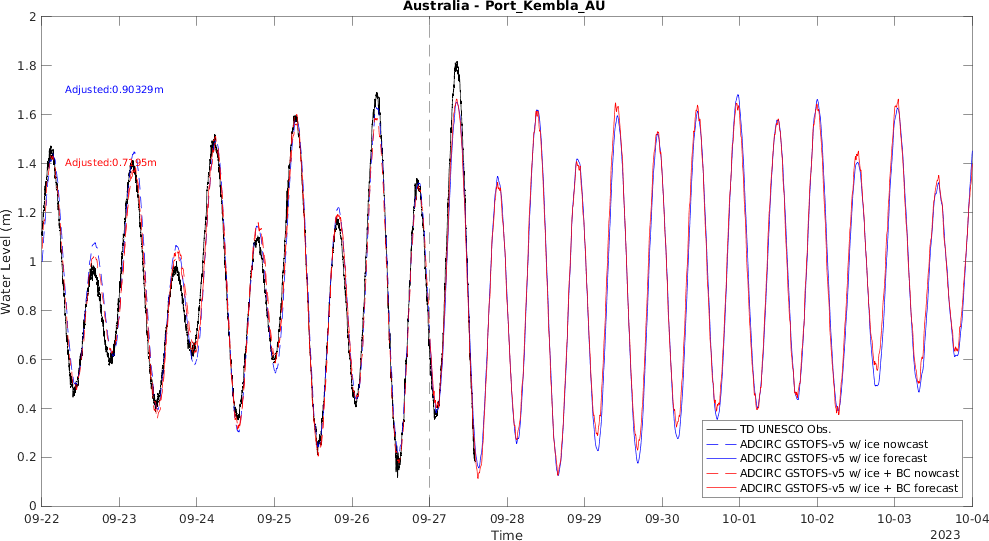 Australia - Port_Kembla_AU
2
1.8
1.6
1.4
1.2
1
0.8
0.6
0.4
0.2
0
Water Level (m)
Adjusted:0.90329m
TD UNESCO Obs.
ADCIRC GSTOFS-v5 w/ ice nowcast
ADCIRC GSTOFS-v5 w/ ice forecast
ADCIRC GSTOFS-v5 w/ ice + BC nowcast
ADCIRC GSTOFS-v5 w/ ice + BC forecast
09-22
09-23
09-24
09-25
09-26
09-27
09-28
09-29
09-30
10-01
10-02
10-03
10-04
Time
2023